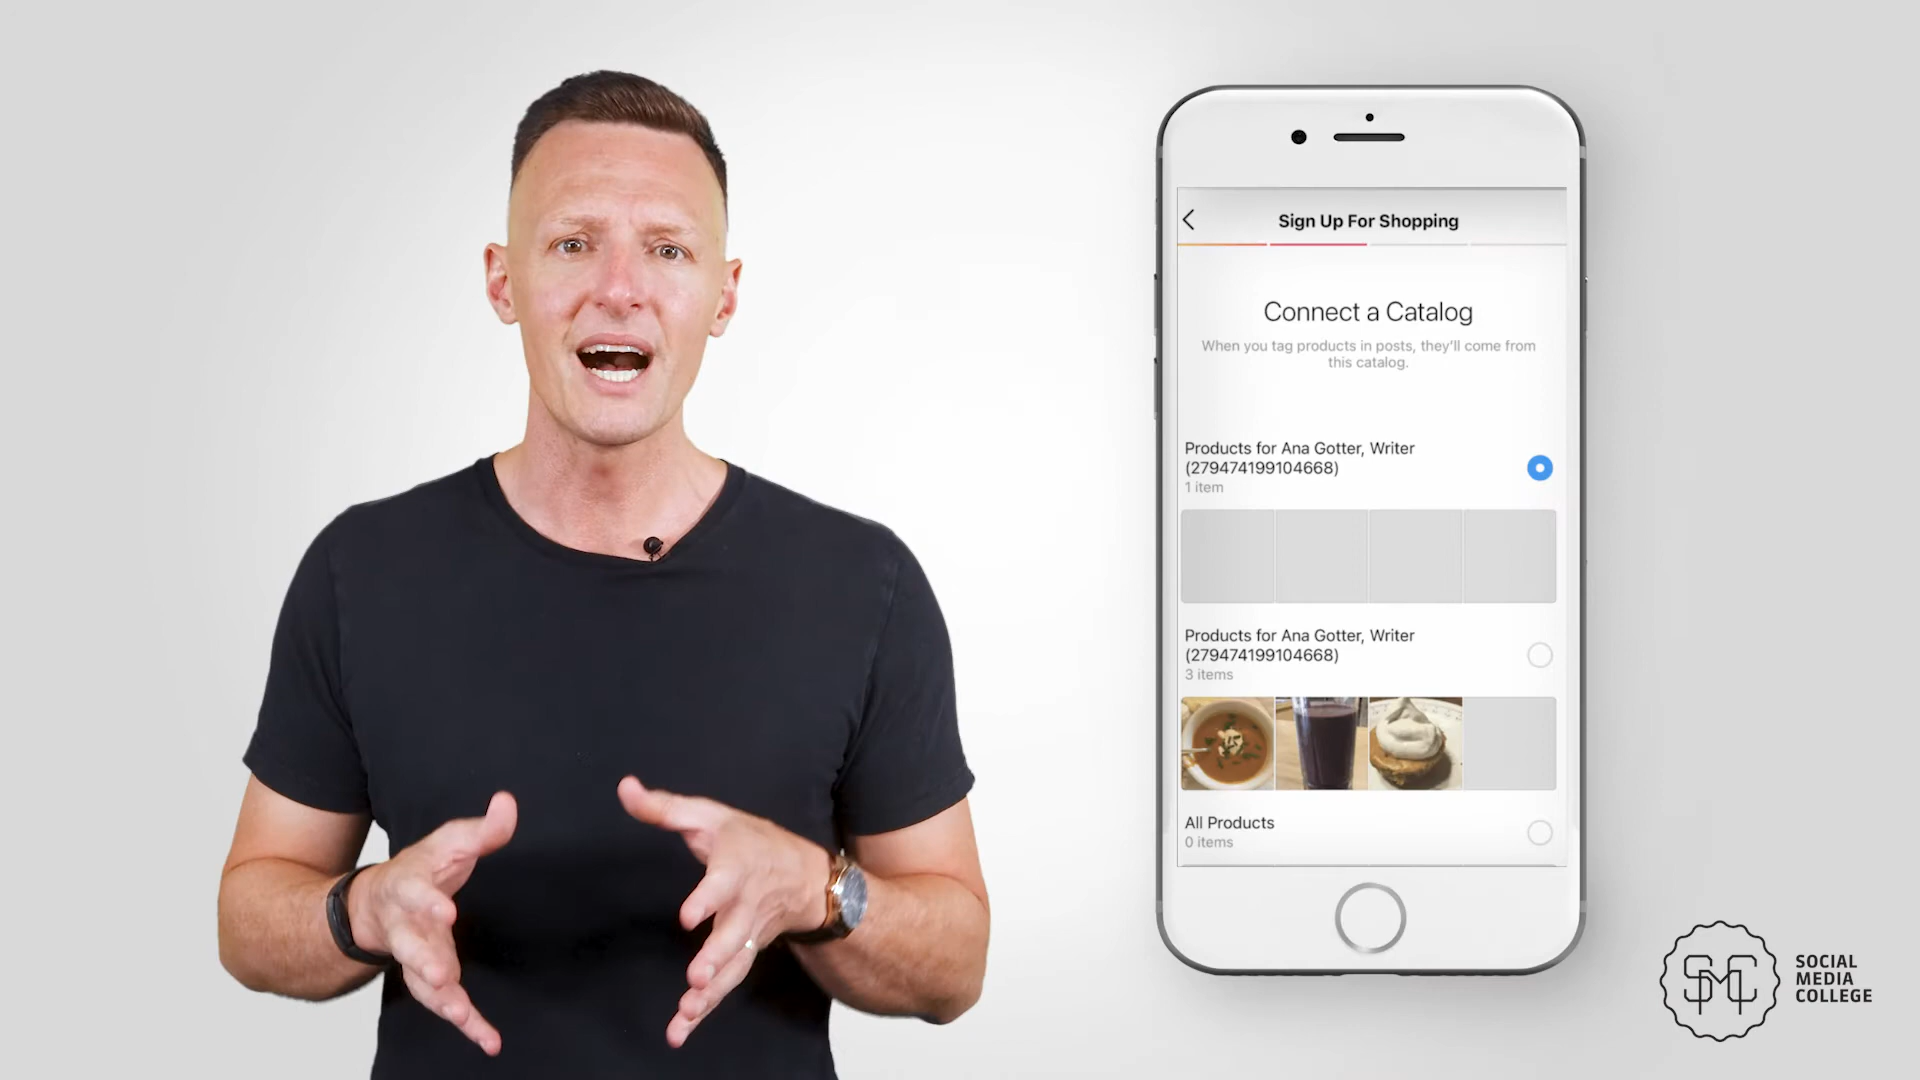 Sign Up For Shopping
Connect a Catalog
When you tag products in posts, they'll come from
this catalog.
Products for Ana Gotter, Writer
(279474199104668)
1 item
Products for Ana Gotter, Writer
(279474199104668)
3 items
All Products
0 items
SMC
SOCIAL
MEDIA
COLLEGE